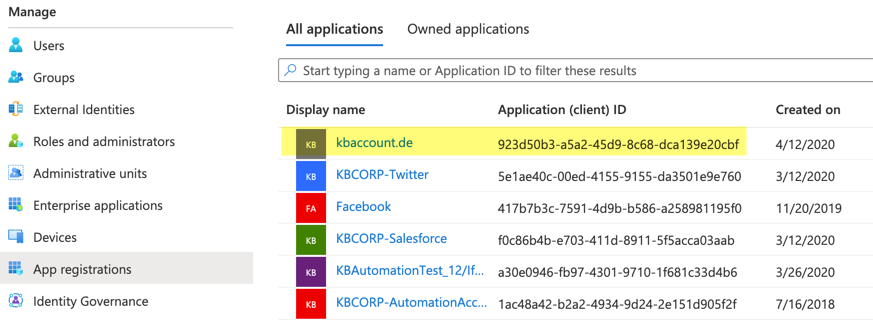 Manage
Users
Groups
External Identities
Roles and administrators
Administrative units
Enterprise applications
Devices
App registrations
Identity Governance
All applications Owned applications
Start typing a name or Application ID to filter these results
Display name Application (client) ID Created on
KB kbaccount.de 923d50b3-a5a2-45d9-8c68-dca139e20cbf 4/12/2020
KB KBCORP-Twitter 5e1ae40c-00ed-4155-9155-da3501e9e760 3/12/2020
FA Facebook 417b7b3c-7591-4d9b-b586-a258981195f0 11/20/2019
KB KBCORP-Salesforce f0c86b4b-e703-411d-8911-5f5acca03aab 3/12/2020
KB KBAutomationTest_12/If... a30e0946-fb97-4301-9710-1f681c33d4b6 3/26/2020
KB KBCORP-AutomationAcc... 1ac48a42-b2a2-4934-9d24-2e151d905f2f 7/16/2018